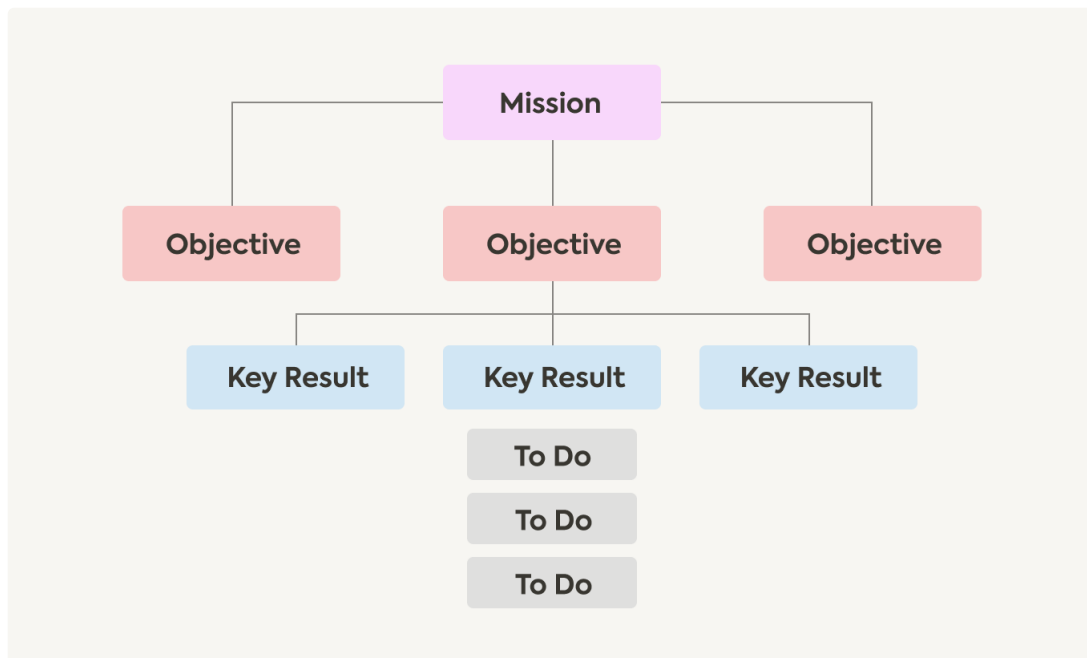 Mission
Objective
Objective
Objective
Key Result
Key Result
Key Result
To Do
To Do
To Do